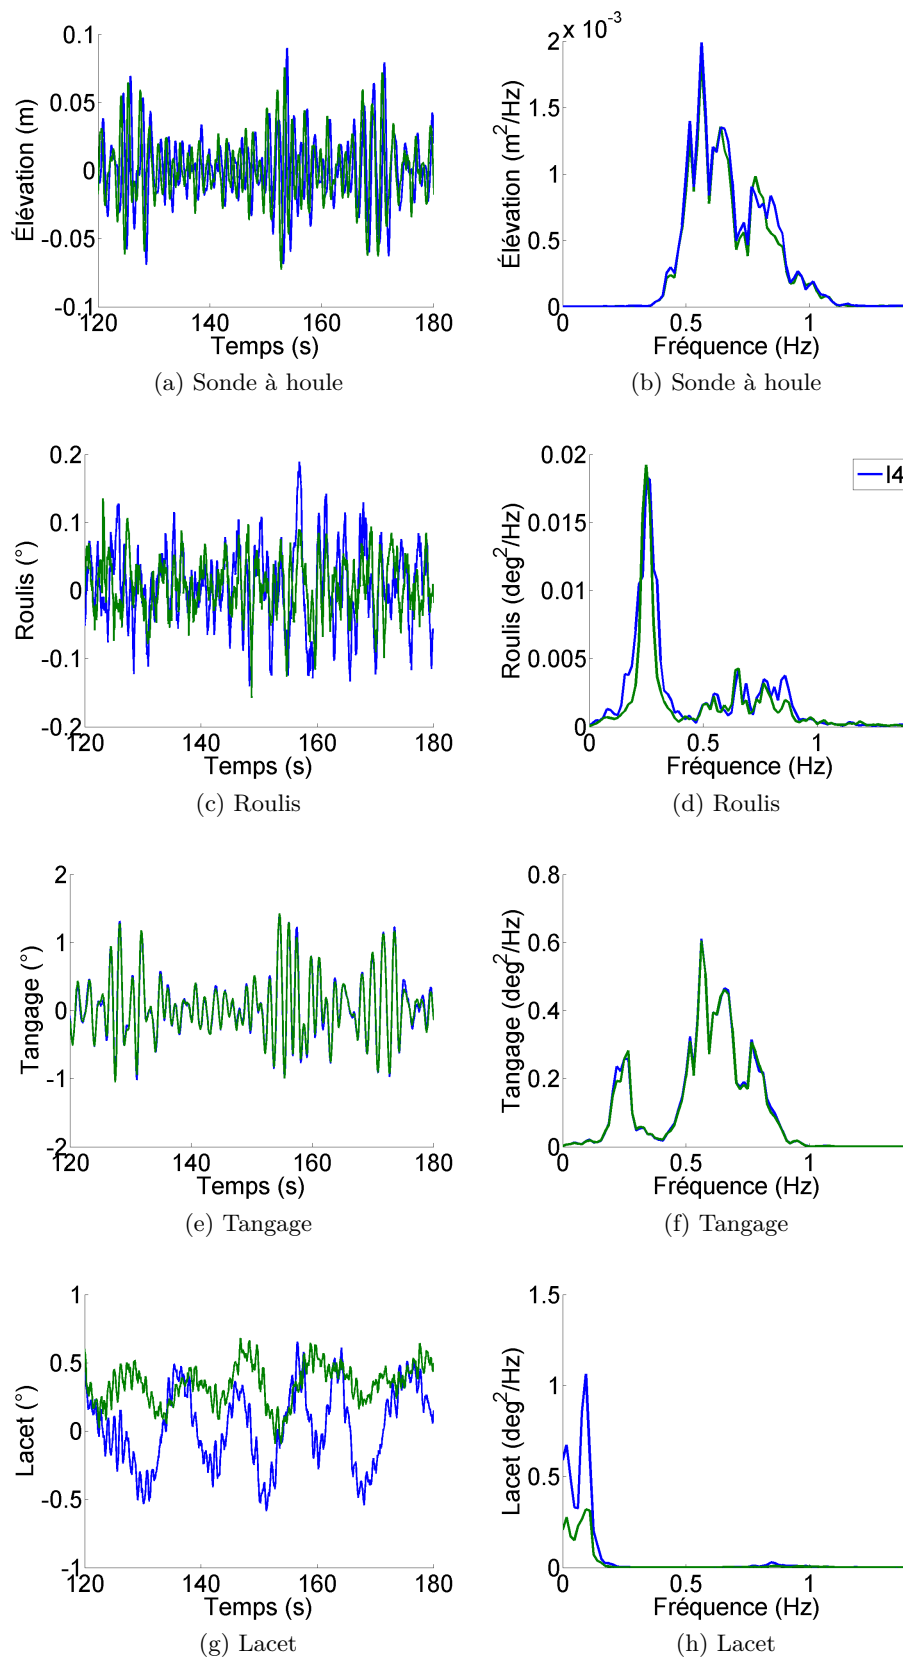 0.1
0.05
0
-0.05
-0.1
120
140
160
180
Élévation (m)
Temps (s)
(a) Sonde à houle
2 x 10-3
1.5
1
0.5
0
0
0.5
1
Élévation (m2/Hz)
Fréquence (Hz)
(b) Sonde à houle
0.2
0.1
0
-0.1
-0.2
120
140
160
180
Roulis (°)
Temps (s)
(c) Roulis
0.02
0.015
0.01
0.005
0
0
0.5
1
Roulis (deg2/Hz)
Fréquence (Hz)
I4
(d) Roulis
2
1
0
-1
-2
120
140
160
180
Tangage (°)
Temps (s)
(e) Tangage
0.8
0.6
0.4
0.2
0
0
0.5
1
Tangage (deg2/Hz)
Fréquence (Hz)
(f) Tangage
1
0.5
0
-0.5
-1
120
140
160
180
Lacet (°)
Temps (s)
(g) Lacet
1.5
1
0.5
0
0
0.5
1
Lacet (deg2/Hz)
Fréquence (Hz)
(h) Lacet